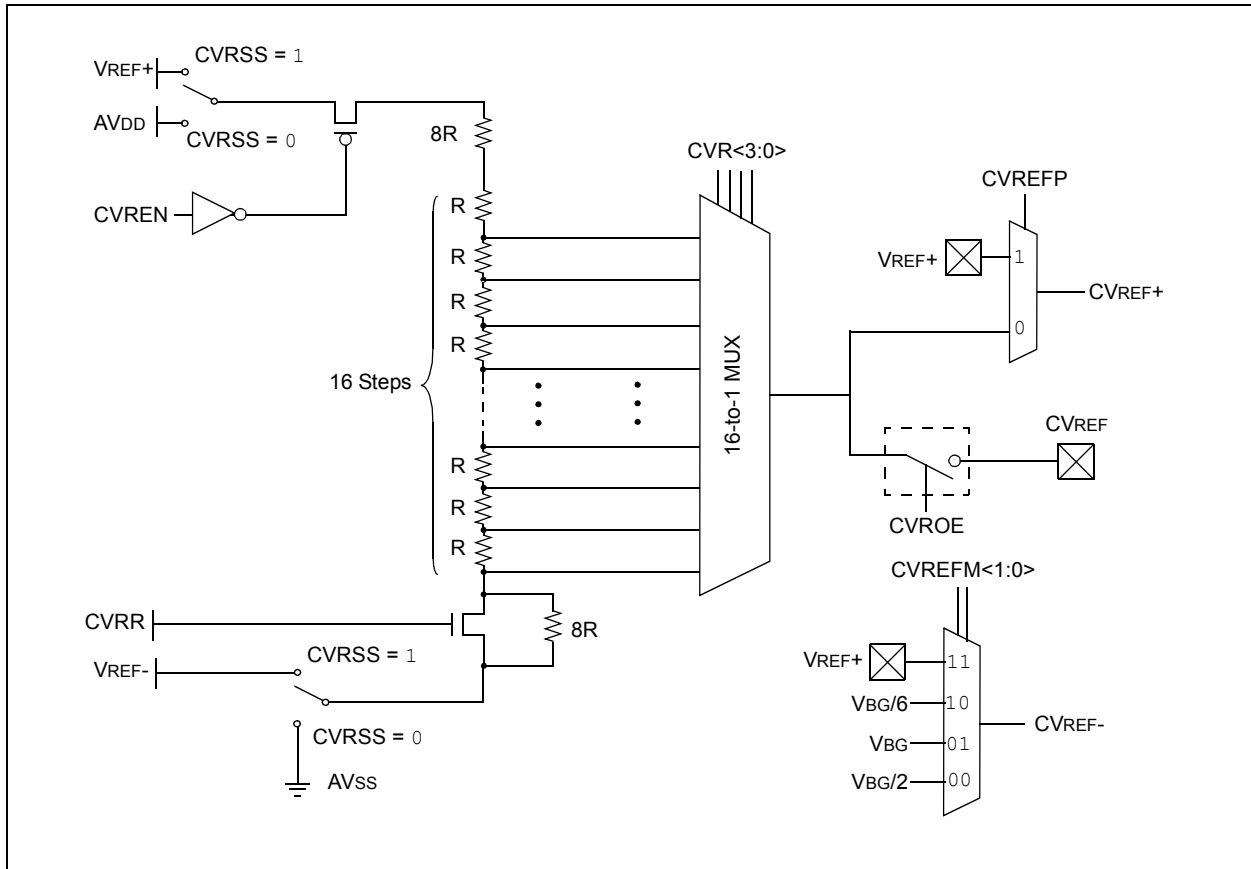 CVRSS = 1
VREF+
AVDD
CVRSS = 0
CVREN
8R
R
R
R
R
16 Steps
R
R
R
CVR<3:0>
16-to-1 MUX
CVREFP
VREF+
1
0
CVREF+
CVREF
CVROE
CVRR
8R
VREF-
CVRSS = 1
CVRSS = 0
AVSS
CVREFM<1:0>
VREF+
11
VBG/6
10
VBG
01
VBG/2
00
CVREF-